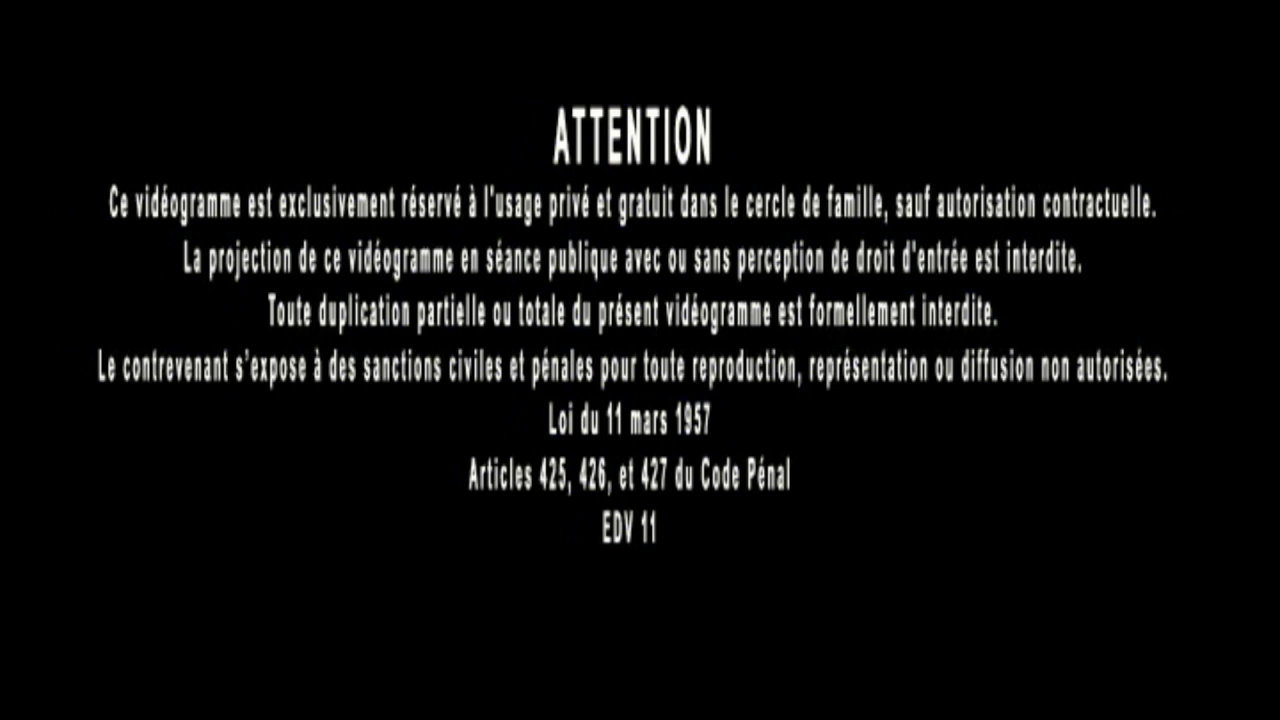 ATTENTION
Ce vidéogramme est exclusivement réservé à l'usage privé et gratuit dans le cercle de famille, sauf autorisation contractuelle.
La projection de ce vidéogramme en séance publique avec ou sans perception de droit d'entrée est interdite.
Toute duplication partielle ou totale du présent vidéogramme est formellement interdite.
Le contrevenant s'expose à des sanctions civiles et pénales pour toute reproduction, représentation ou diffusion non autorisées.
Loi du 11 mars 1957
Articles 425, 426, et 427 du Code Pénal
EDV 11